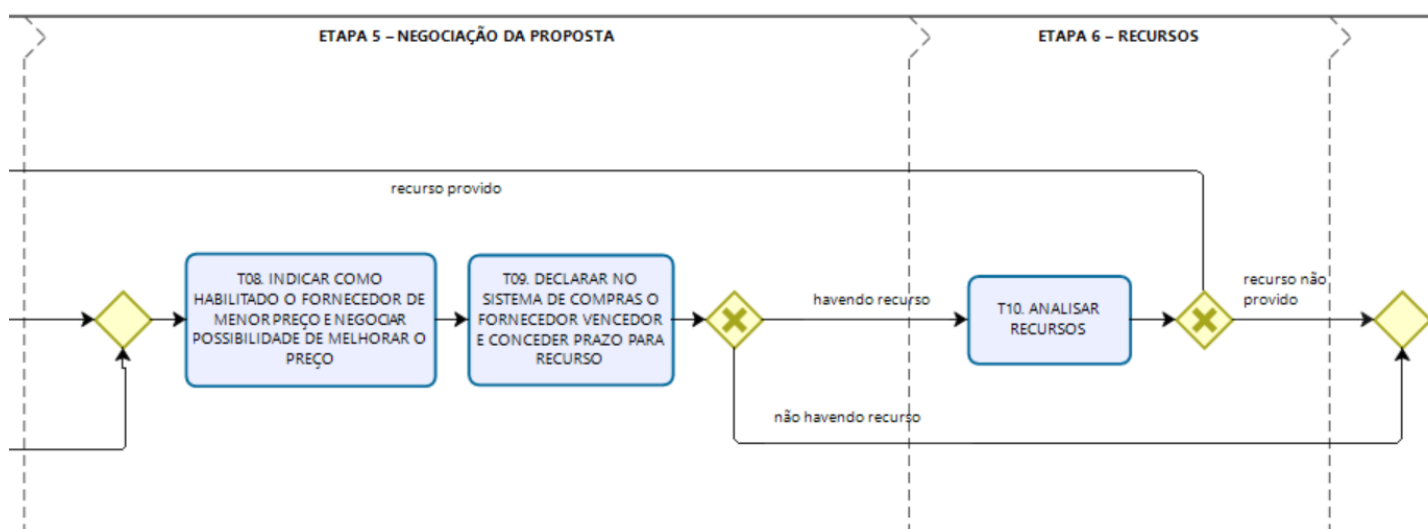 ETAPA 5 – NEGOCIAÇÃO DA PROPOSTA
ETAPA 6 – RECURSOS
recurso provido
T08. INDICAR COMO
HABILITADO O FORNECEDOR DE
MENOR PREÇO E NEGOCIAR
POSSIBILIDADE DE MELHORAR O
PREÇO
T09. DECLARAR NO
SISTEMA DE COMPRAS O
FORNECEDOR VENCEDOR
E CONCEDER PRAZO PARA
RECURSO
havendo recurso
não havendo recurso
T10. ANALISAR
RECURSOS
recurso não
provido